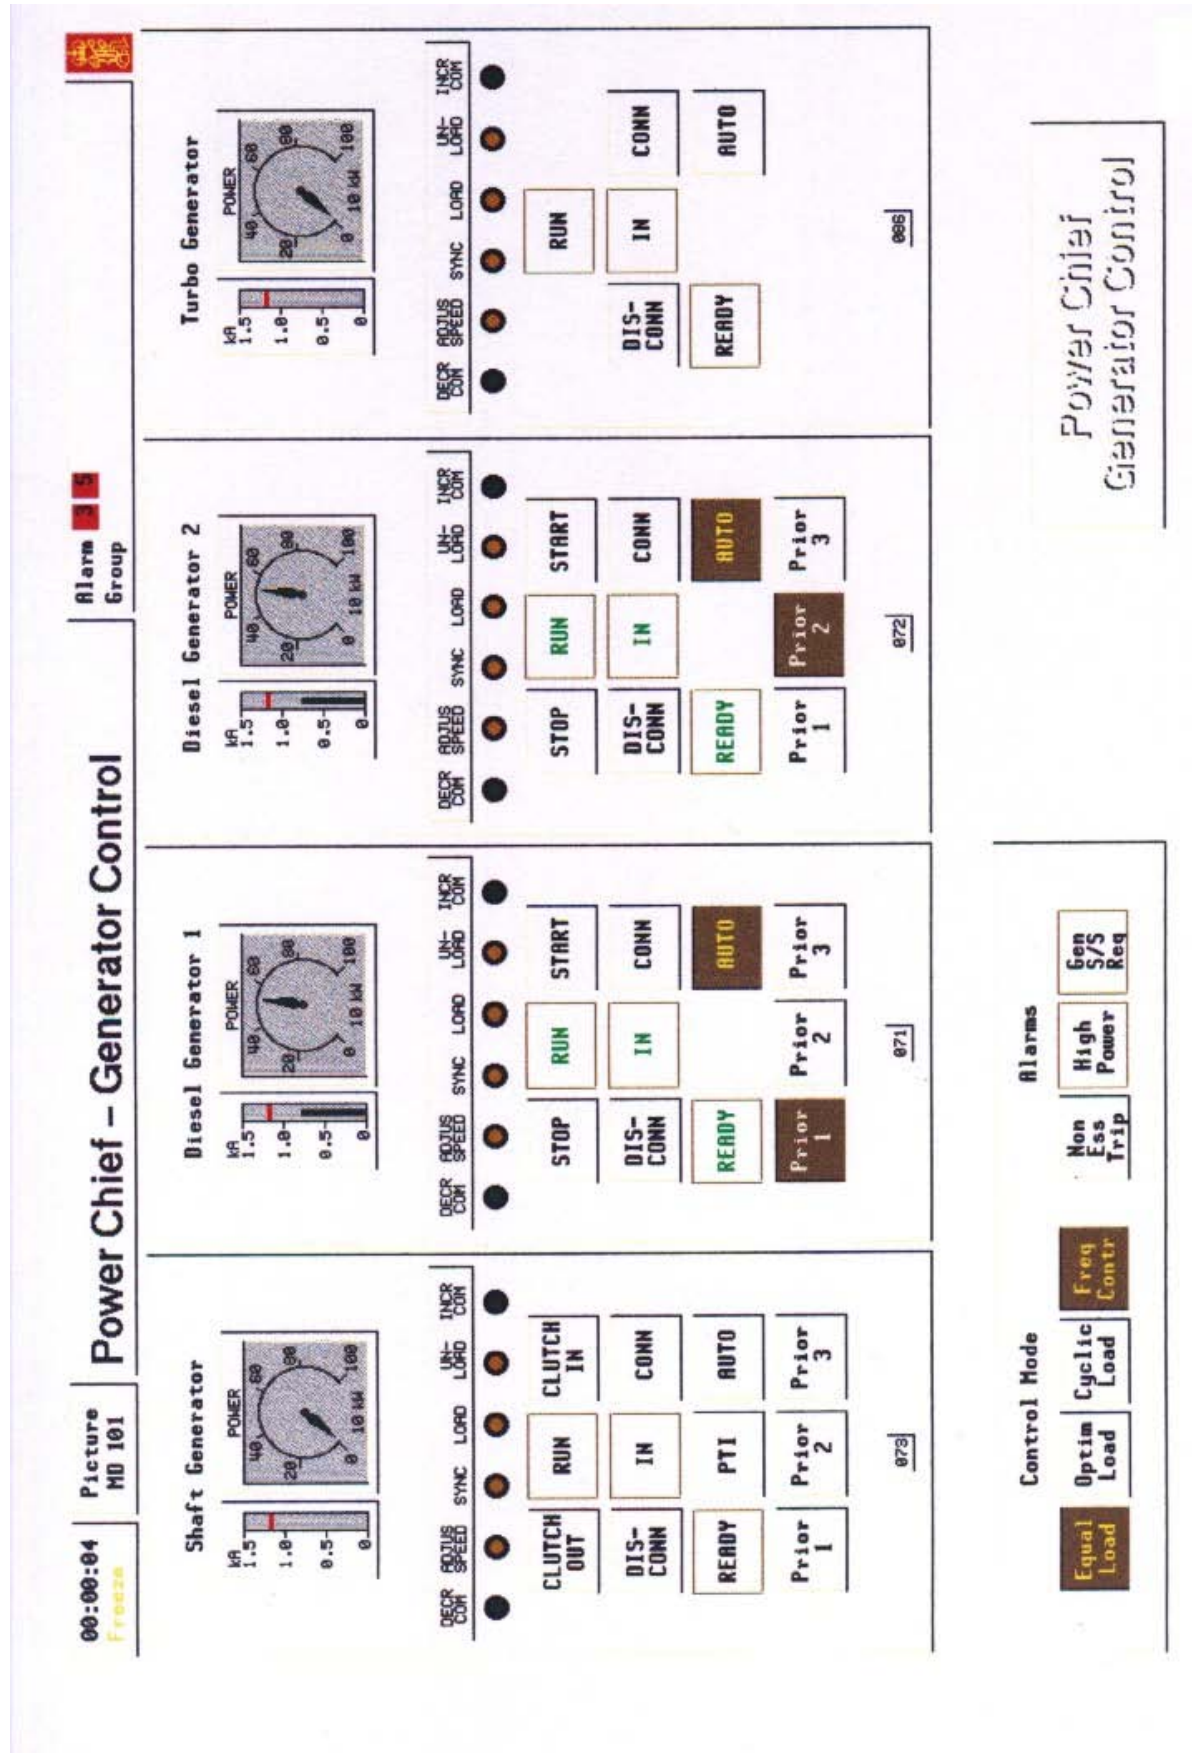 00:00:04
Freeze
Picture
MD 101
Power Chief – Generator Control
Alarm 3 5
Group
Shaft Generator
kA
1.5
1.0
0.5
0
POWER
0 20 40 60 80 100
10 kW
DECR COM
ADJUS SPEED
SYNC
LOAD
UN-LOAD
INCR COM
CLUTCH OUT
RUN
CLUTCH IN
DIS-CONN
IN
CONN
READY
PTI
AUTO
Prior 1
Prior 2
Prior 3
073
Diesel Generator 1
kA
1.5
1.0
0.5
0
POWER
0 20 40 60 80 100
10 kW
DECR COM
ADJUS SPEED
SYNC
LOAD
UN-LOAD
INCR COM
STOP
RUN
START
DIS-CONN
IN
CONN
READY
AUTO
Prior 1
Prior 2
Prior 3
071
Diesel Generator 2
kA
1.5
1.0
0.5
0
POWER
0 20 40 60 80 100
10 kW
DECR COM
ADJUS SPEED
SYNC
LOAD
UN-LOAD
INCR COM
STOP
RUN
START
DIS-CONN
IN
CONN
READY
AUTO
Prior 1
Prior 2
Prior 3
072
Turbo Generator
kA
1.5
1.0
0.5
0
POWER
0 20 40 60 80 100
10 kW
DECR COM
ADJUS SPEED
SYNC
LOAD
UN-LOAD
INCR COM
RUN
DIS-CONN
IN
CONN
READY
AUTO
086
Control Mode
Equal Load
Optim Load
Cyclic Load
Freq Contr
Alarms
Non Ess Trip
High Power
Gen S/S Req
Power Chief
Generator Control